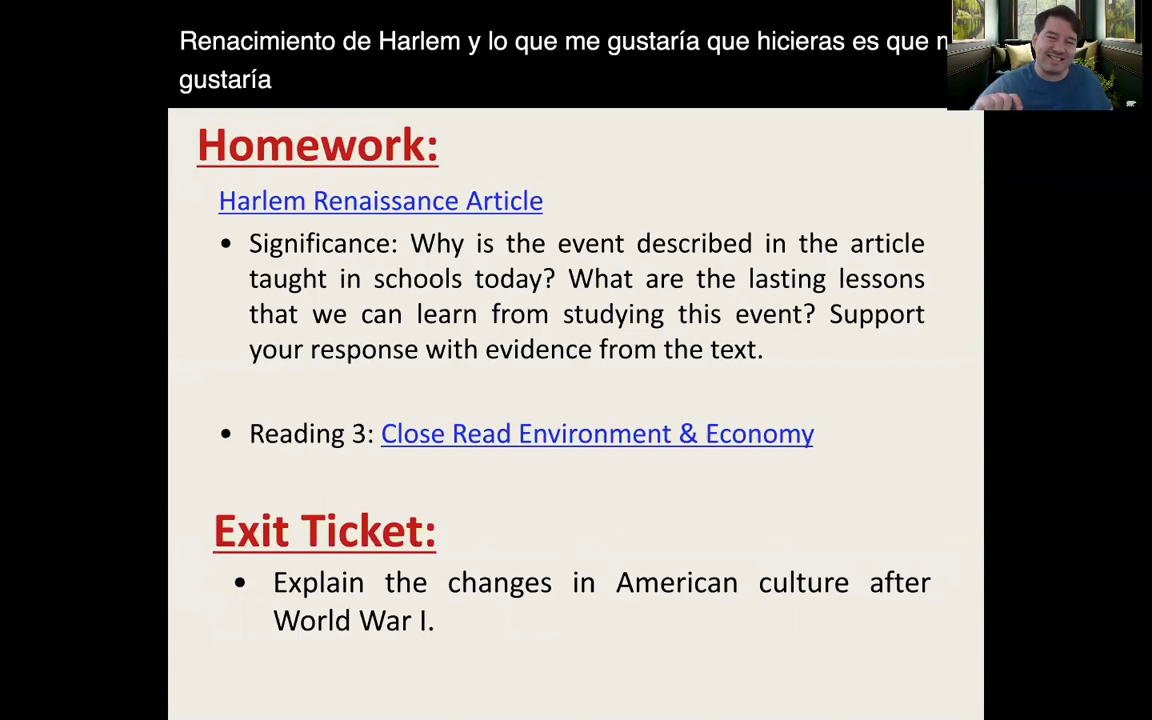 Renacimiento de Harlem y lo que me gustaría que hicieras es que
gustaría
Homework:
Harlem Renaissance Article
• Significance: Why is the event described in the article
taught in schools today? What are the lasting lessons
that we can learn from studying this event? Support
your response with evidence from the text.
• Reading 3: Close Read Environment & Economy
Exit Ticket:
• Explain the changes in American culture after
World War I.